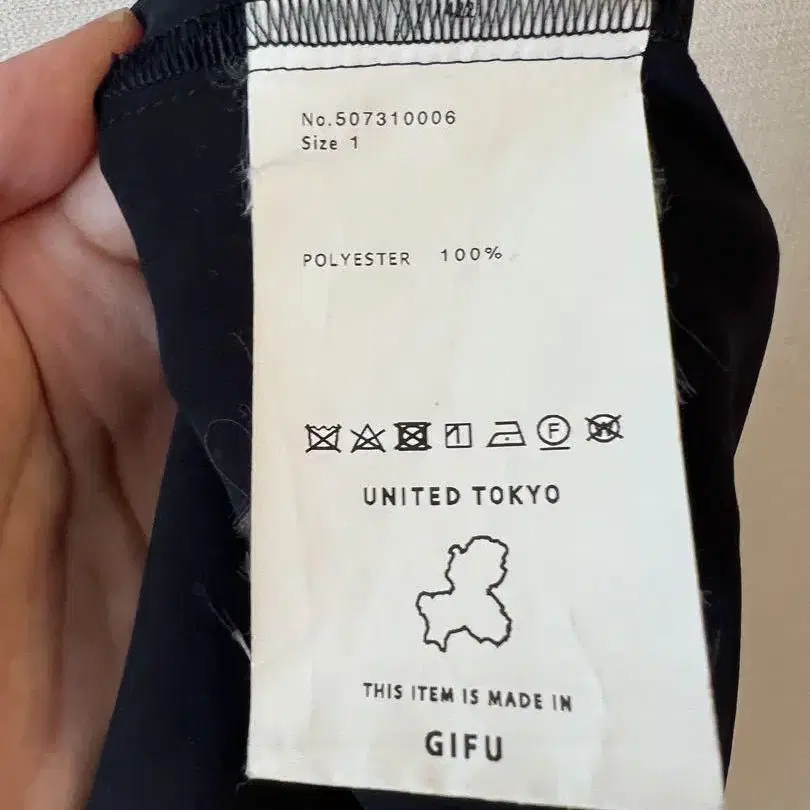 No.507310006
Size 1
POLYESTER 100%
F W
UNITED TOKYO
THIS ITEM IS MADE IN
GIFU